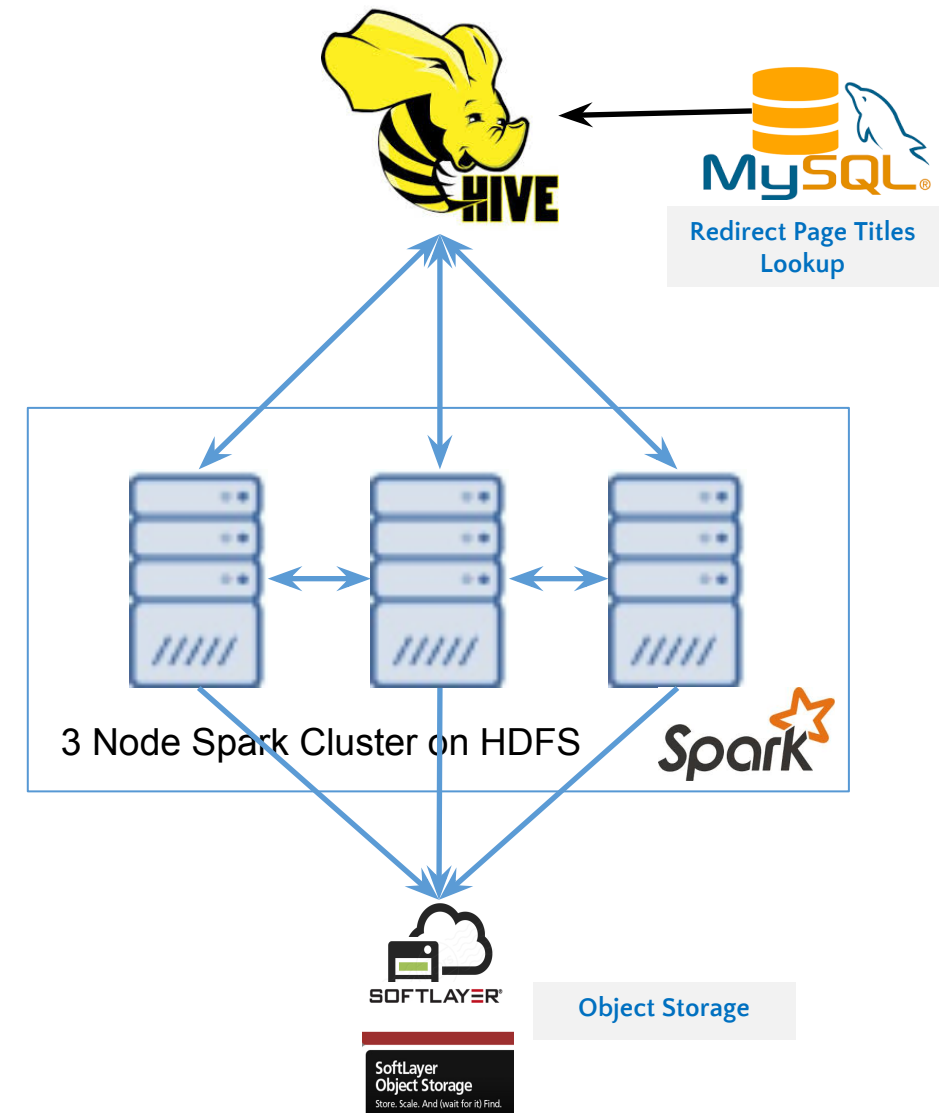 HIVE
MySQL®
Redirect Page Titles
Lookup
3 Node Spark Cluster on HDFS
Spark
SOFTLAYER®
Object Storage
SoftLayer
Object Storage
Store. Scale. And (wait for it) Find.